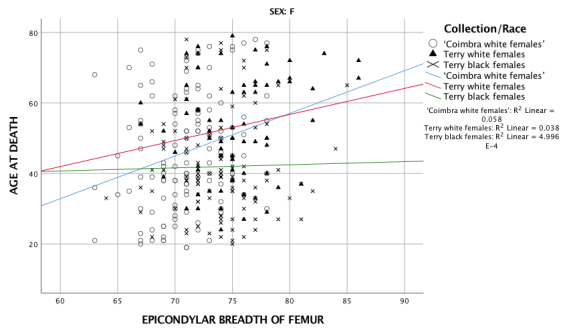 SEX: F
AGE AT DEATH
80
60
40
20
60
65
70
75
80
85
90
EPICONDYLAR BREADTH OF FEMUR
Collection/Race
'Coimbra white females'
Terry white females
Terry black females
'Coimbra white females'
Terry white females
Terry black females
'Coimbra white females': R² Linear =
0.058
Terry white females: R² Linear = 0.038
Terry black females: R² Linear = 4.996
E-4